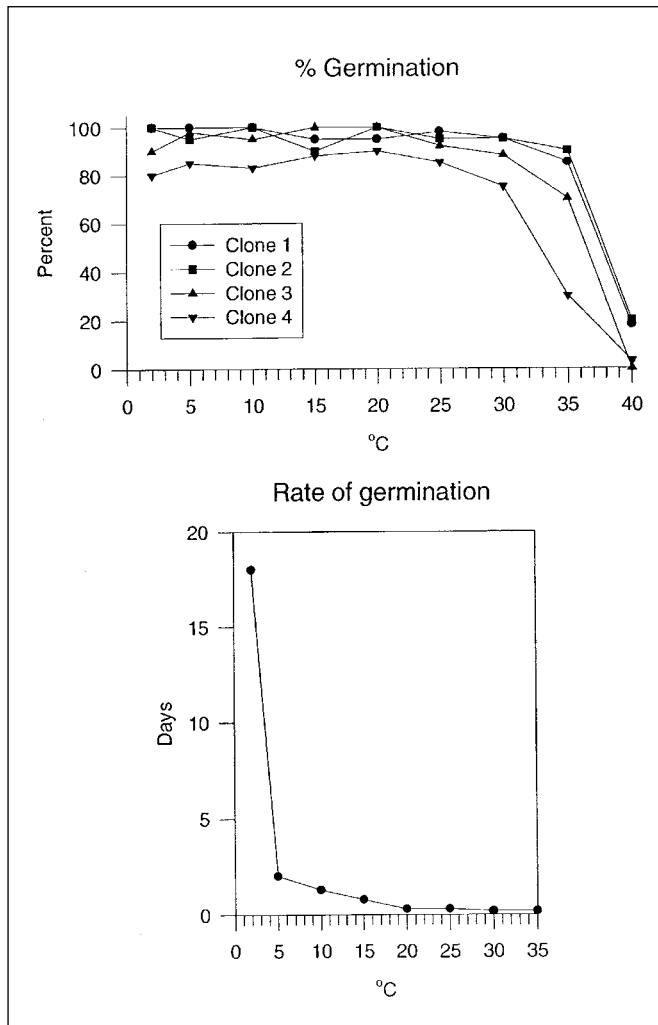 % Germination
100
80
60
40
20
0
Percent
Clone 1
Clone 2
Clone 3
Clone 4
0 5 10 15 20 25 30 35 40
°C
Rate of germination
20
15
10
5
0
Days
0 5 10 15 20 25 30 35
°C